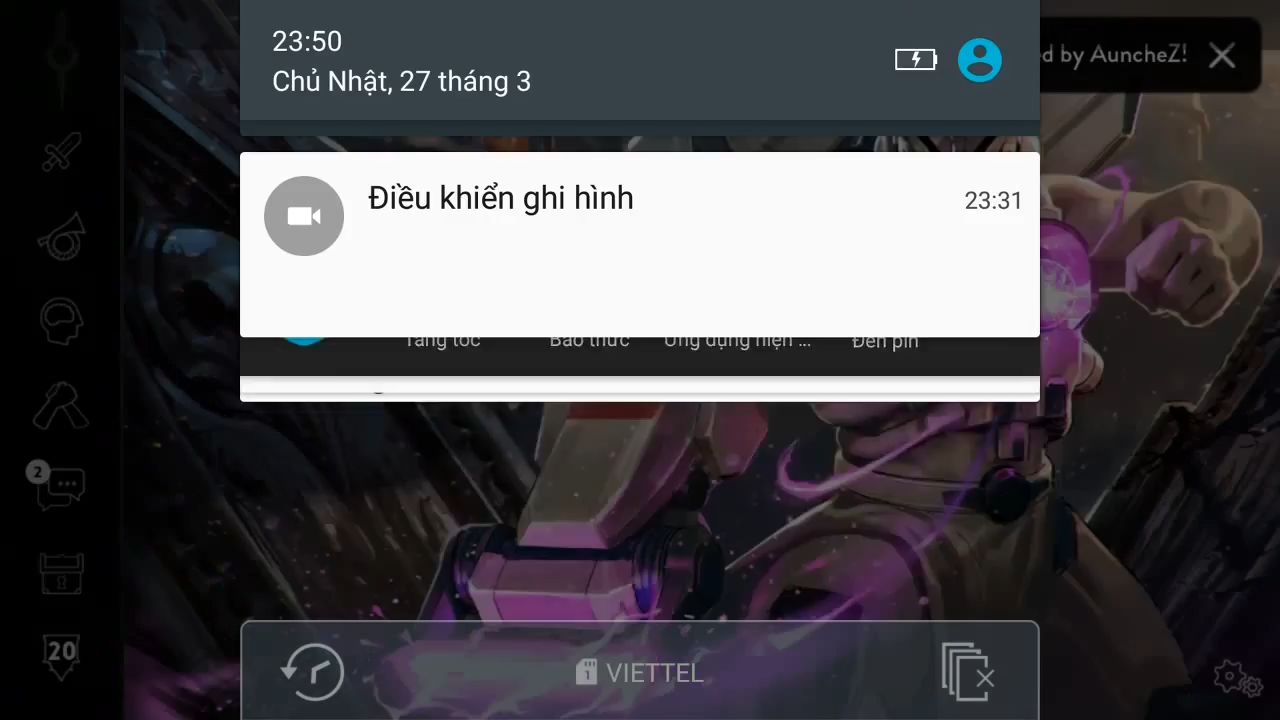 23:50
Chủ Nhật, 27 tháng 3
d by AuncheZ!
Điều khiển ghi hình
23:31
Tăng tốc Báo thức Ứng dụng hiện ... Đèn pin
2
20
1 VIETTEL